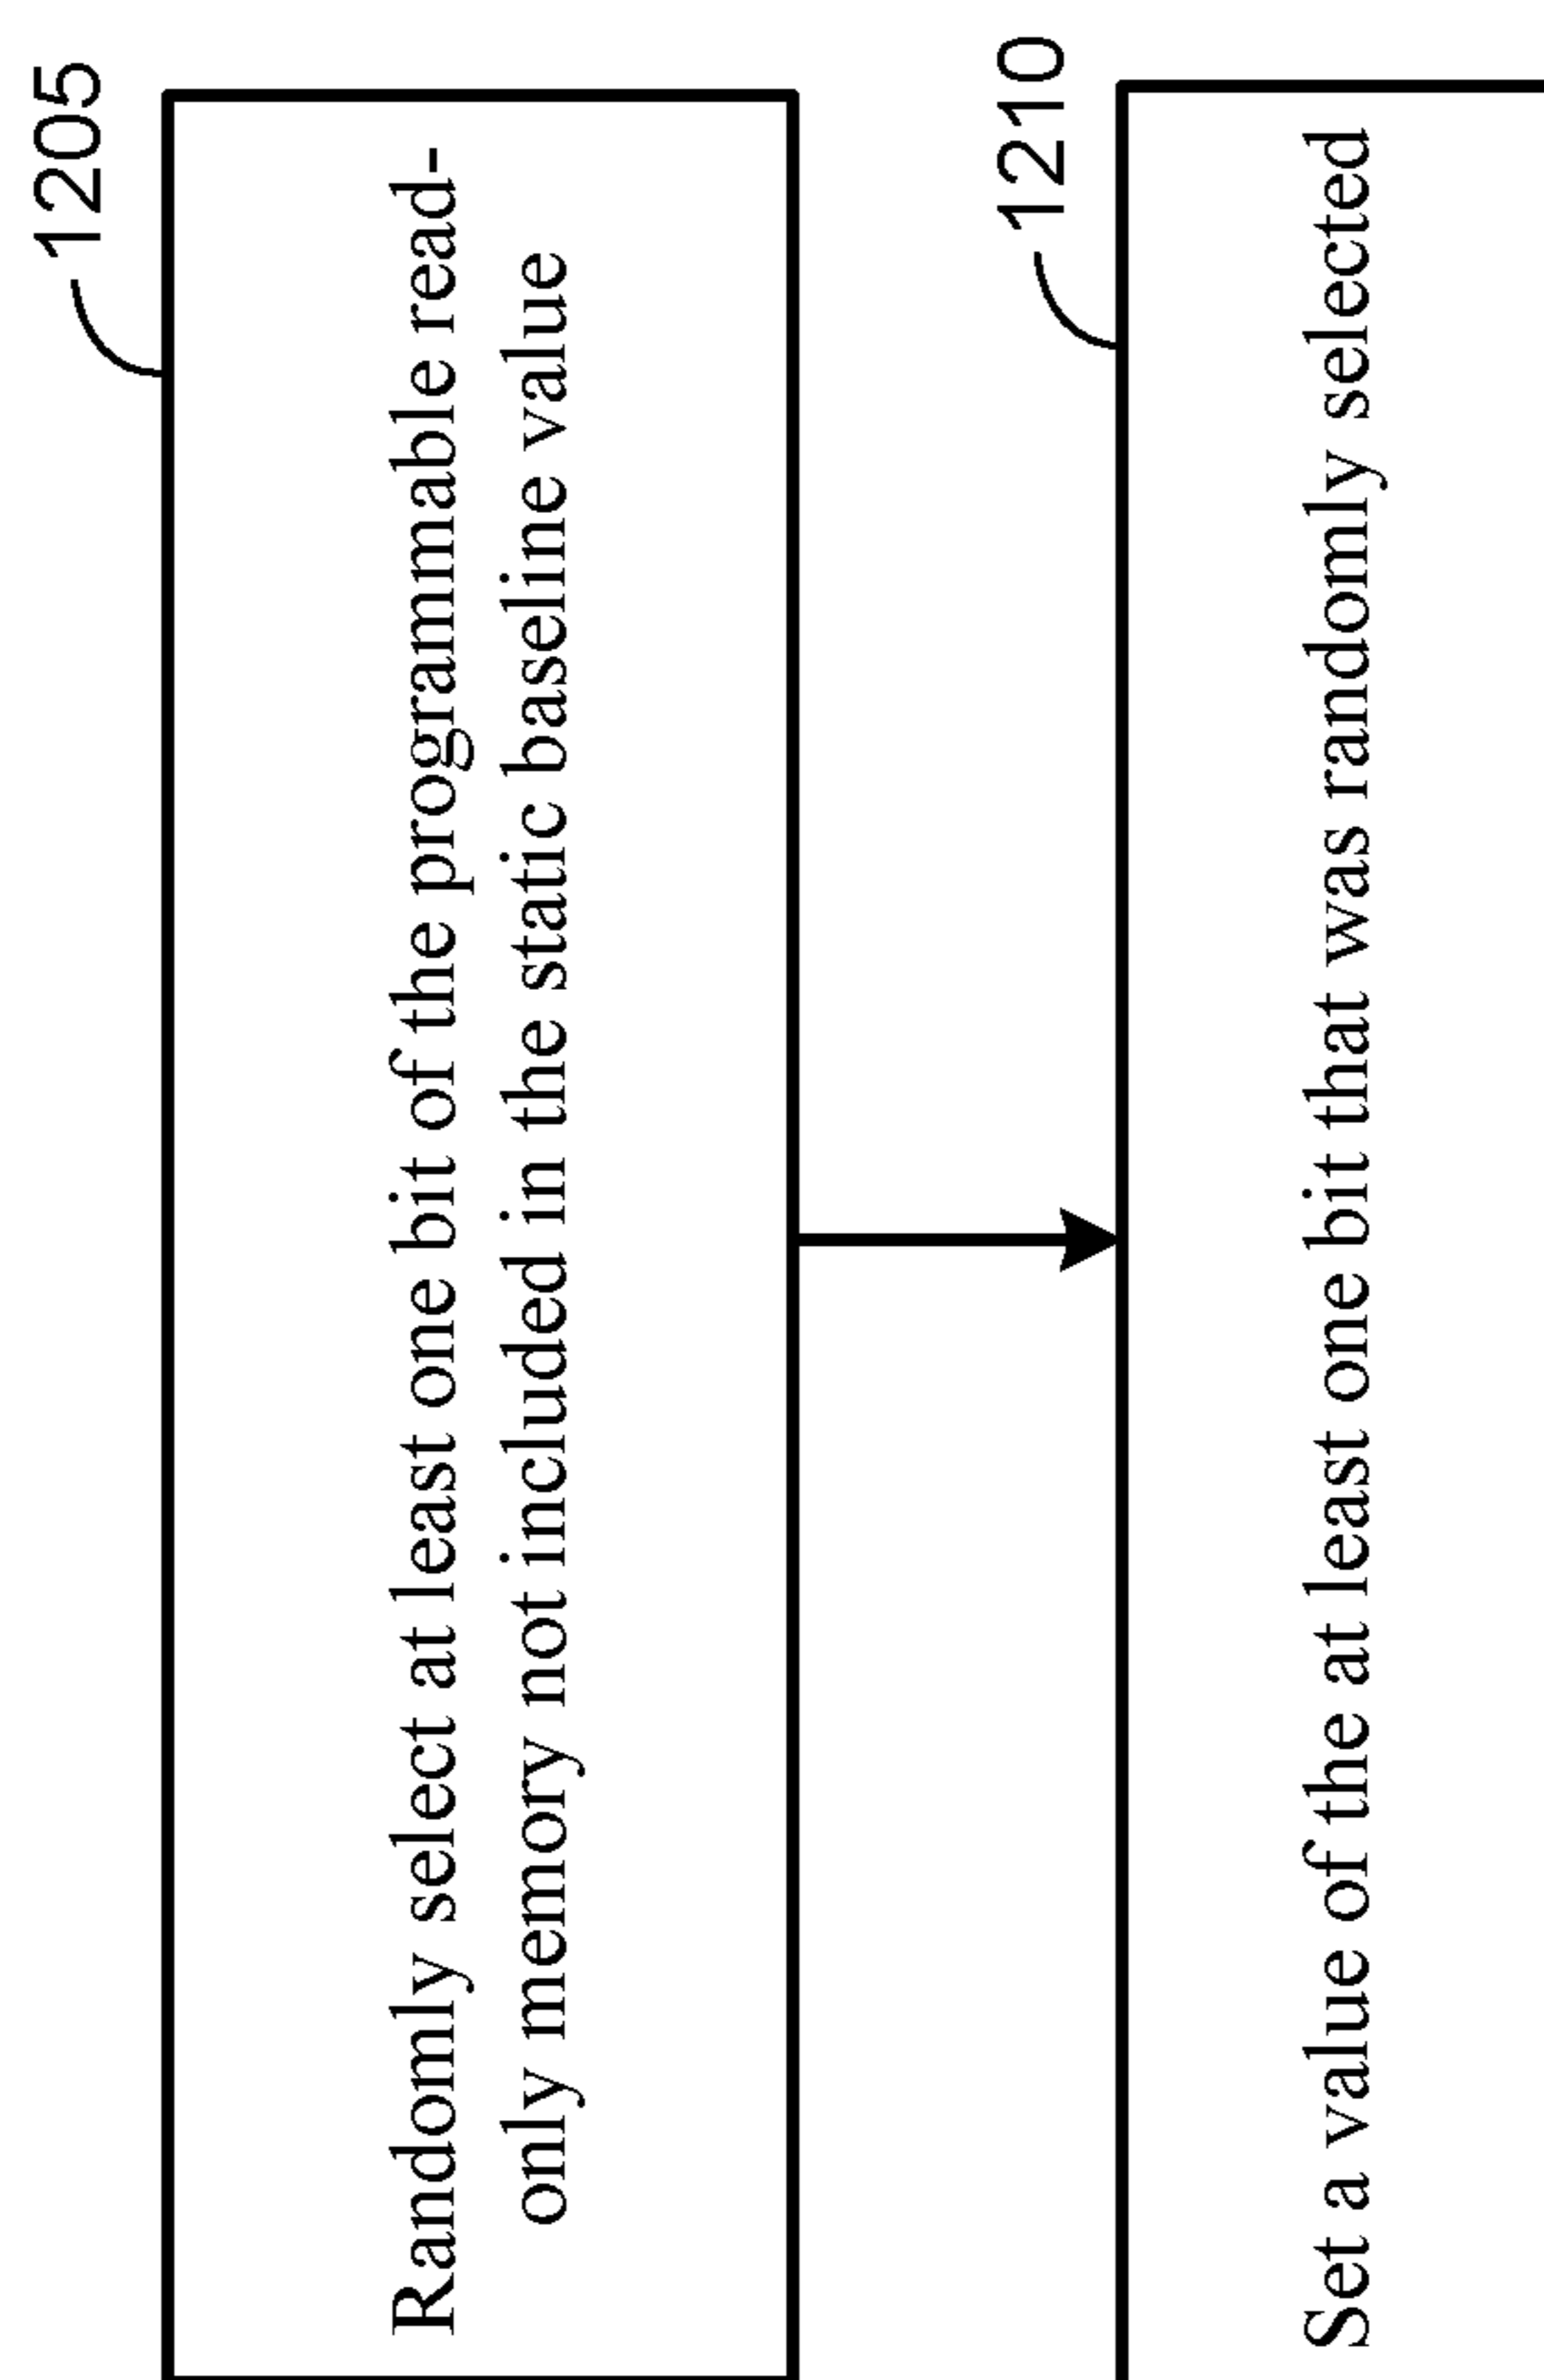 1205
Randomly select at least one bit of the programmable read-
only memory not included in the static baseline value
1210
Set a value of the at least one bit that was randomly selected